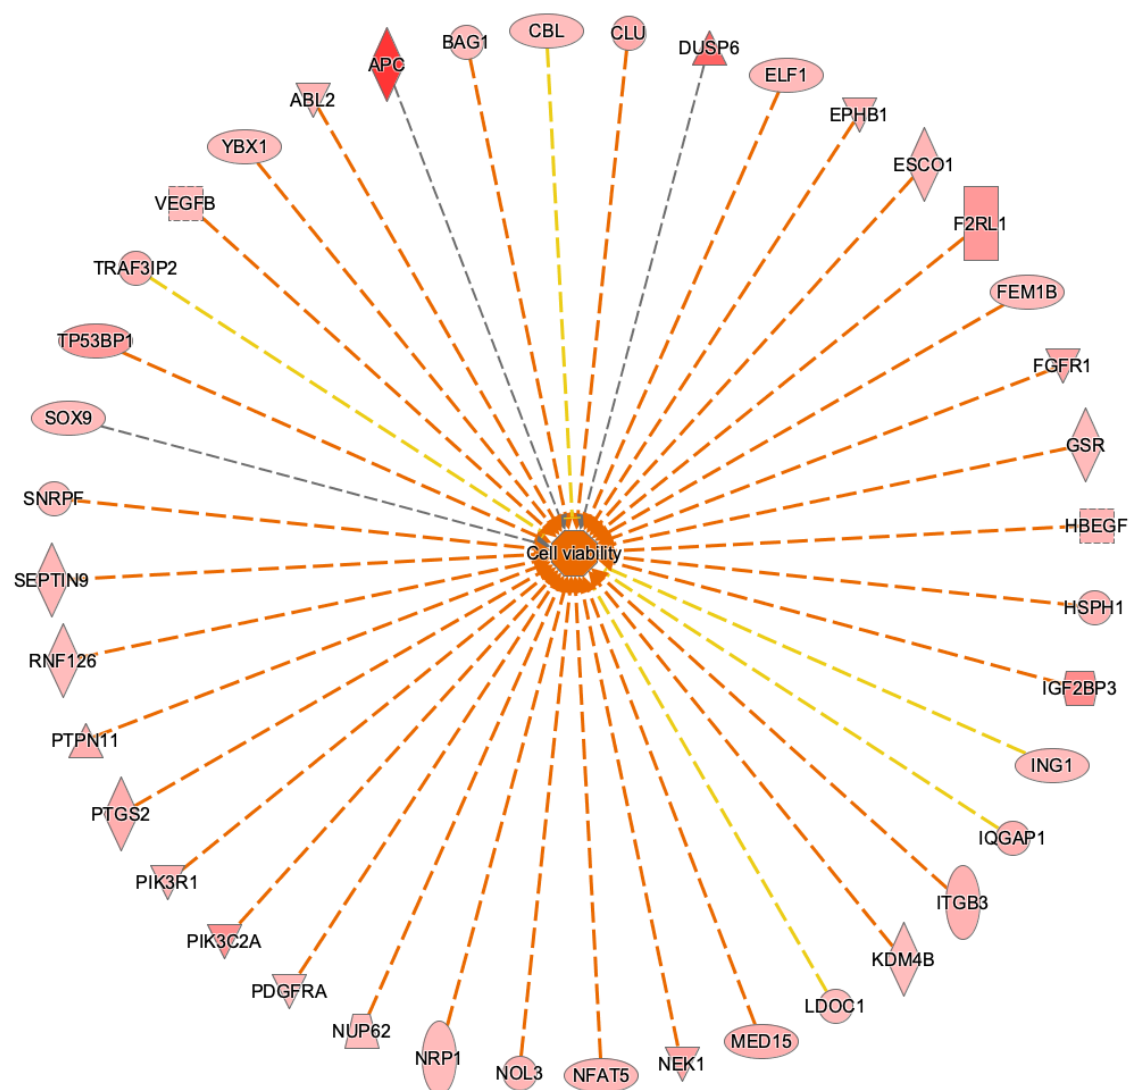 CBL
CLU
BAG1
DUSP6
APC
ELF1
ABL2
EPHB1
YBX1
ESCO1
VEGFB
F2RL1
TRAF3IP2
FEM1B
TP53BP1
FGFR1
SOX9
GSR
SNRPF
HBEGF
Cell viability
SEPTIN9
HSPH1
RNF126
IGF2BP3
PTPN11
ING1
PTGS2
IQGAP1
PIK3R1
ITGB3
PIK3C2A
KDM4B
PDGFRA
LDOC1
NUP62
MED15
NRP1
NEK1
NOL3
NFAT5